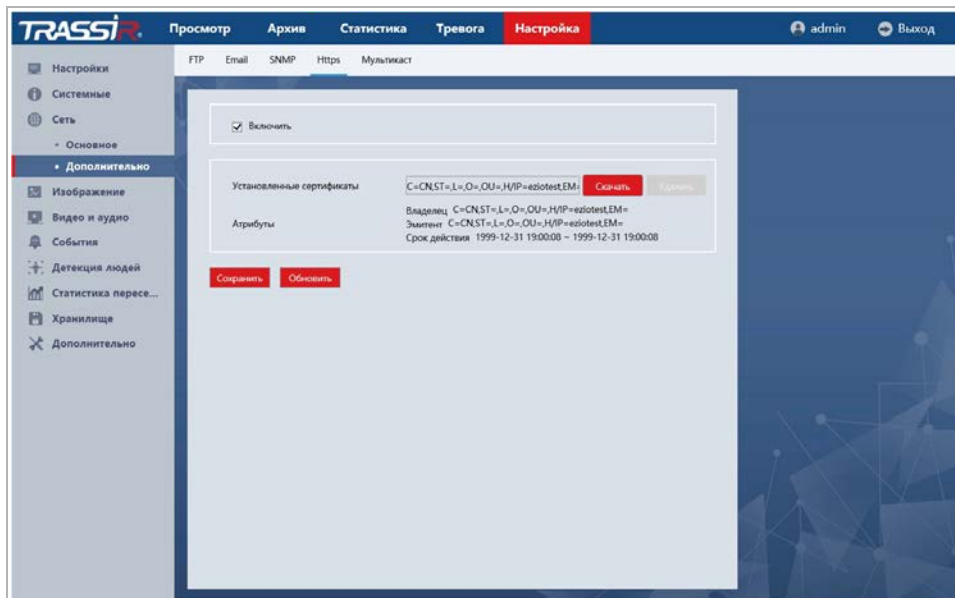 TRASSIR
Просмотр Архив Статистика Тревога Настройка admin Выход
FTP Email SNMP Https Мультикаст
Настройки
Системные
Сеть
Основное
Дополнительно
Изображение
Видео и аудио
События
Детекция людей
Статистика пересе...
Хранилище
Дополнительно
Включить
Установленные сертификаты C=CN,ST=,L=,O=,OU=,H/IP=eziotest,EM= Скачать Удалить
Атрибуты
Владелец C=CN,ST=,L=,O=,OU=,H/IP=eziotest,EM=
Эмитент C=CN,ST=,L=,O=,OU=,H/IP=eziotest,EM=
Срок действия 1999-12-31 19:00:08 ~ 1999-12-31 19:00:08
Сохранить Обновить